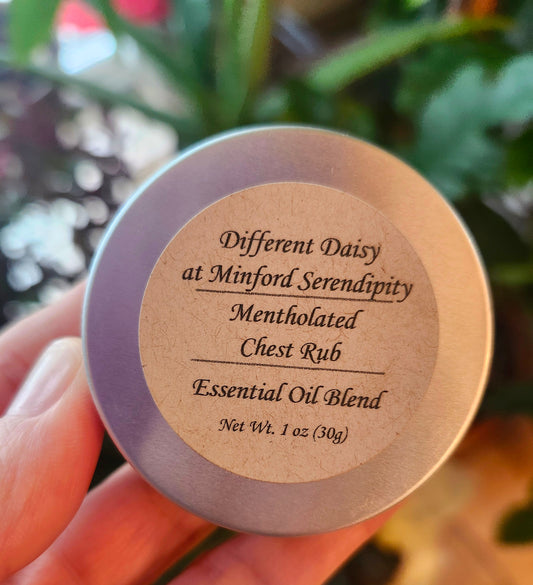 Different Daisy
at Minford Serendipity
Mentholated
Chest Rub
Essential Oil Blend
Net Wt. 1 oz (30g)